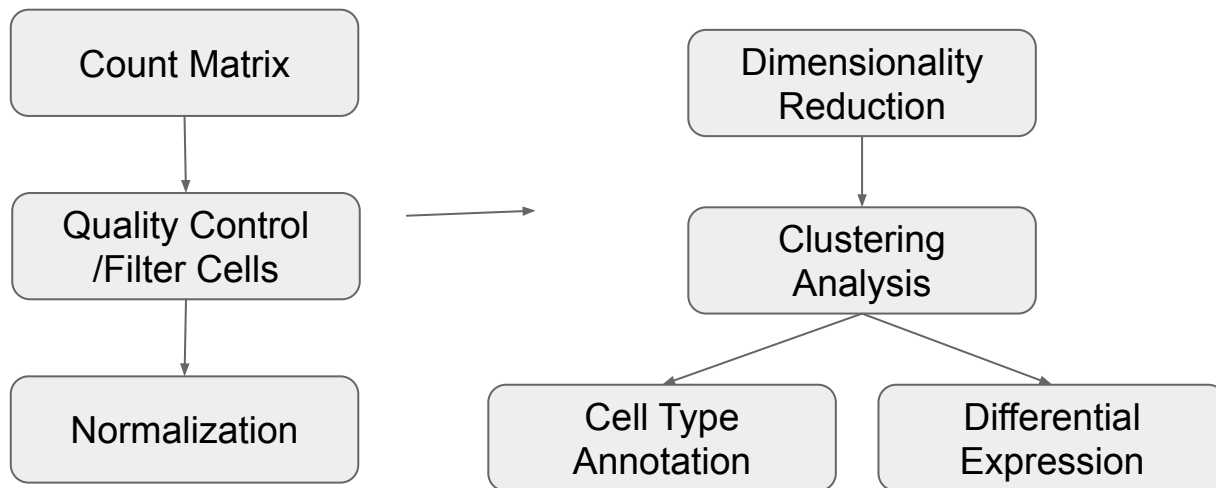 Count Matrix
Quality Control
/Filter Cells
Normalization
Dimensionality
Reduction
Clustering
Analysis
Cell Type
Annotation
Differential
Expression